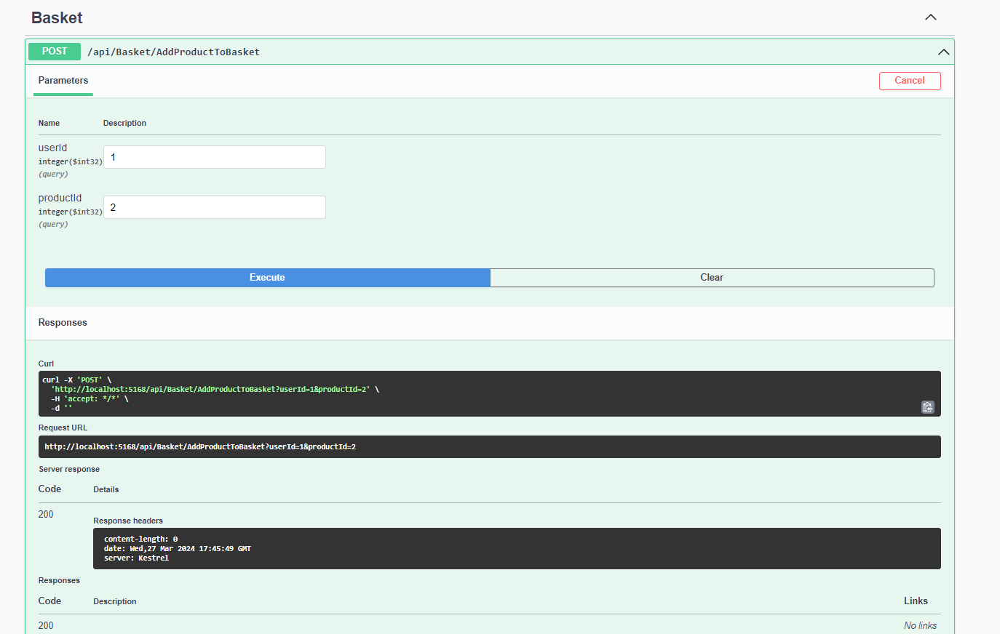 Basket
POST /api/Basket/AddProductToBasket
Parameters
Cancel
Name Description
userId
integer($int32)
(query)
1
productId
integer($int32)
(query)
2
Execute Clear
Responses
Curl
curl -X 'POST' \
'http://localhost:5168/api/Basket/AddProductToBasket?userId=1&productId=2' \
-H 'accept: */*' \
-d ''
Request URL
http://localhost:5168/api/Basket/AddProductToBasket?userId=1&productId=2
Server response
Code Details
200
Response headers
content-length: 0
date: Wed,27 Mar 2024 17:45:49 GMT
server: Kestrel
Responses
Code Description Links
200 No links